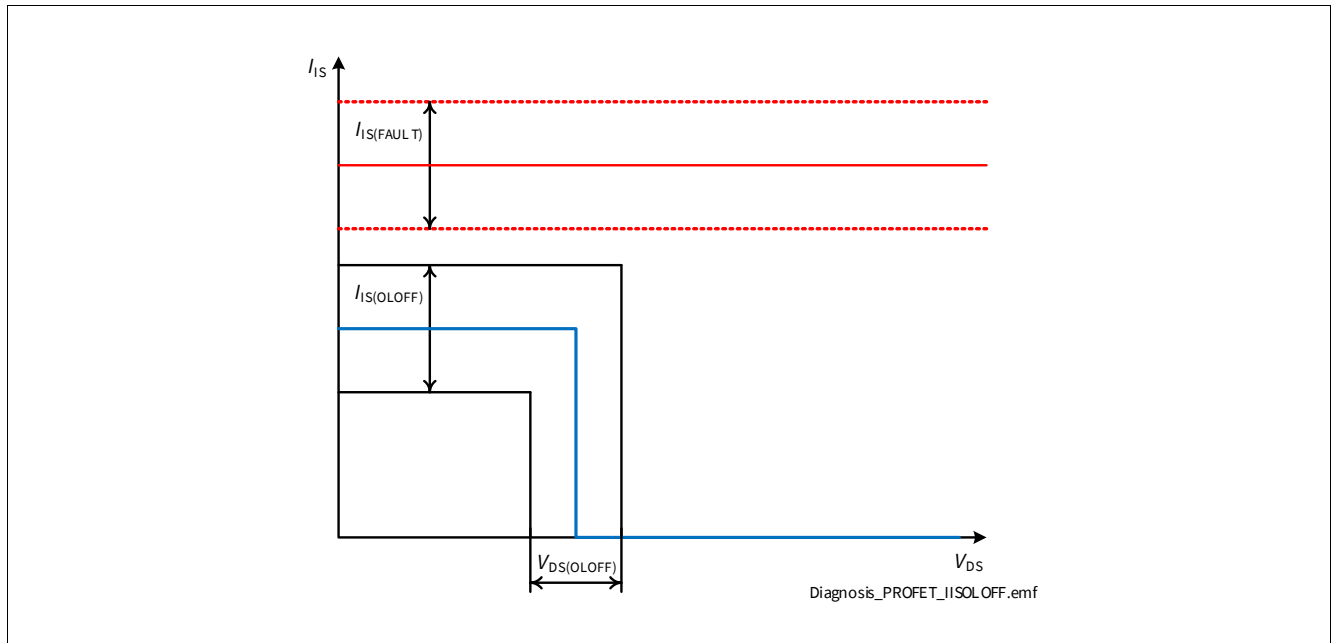 IIS
IIS(FAULT)
IIS(OLOFF)
VDS(OLOFF)
VDS
Diagnosis_PROFET_IISOLOFF.emf